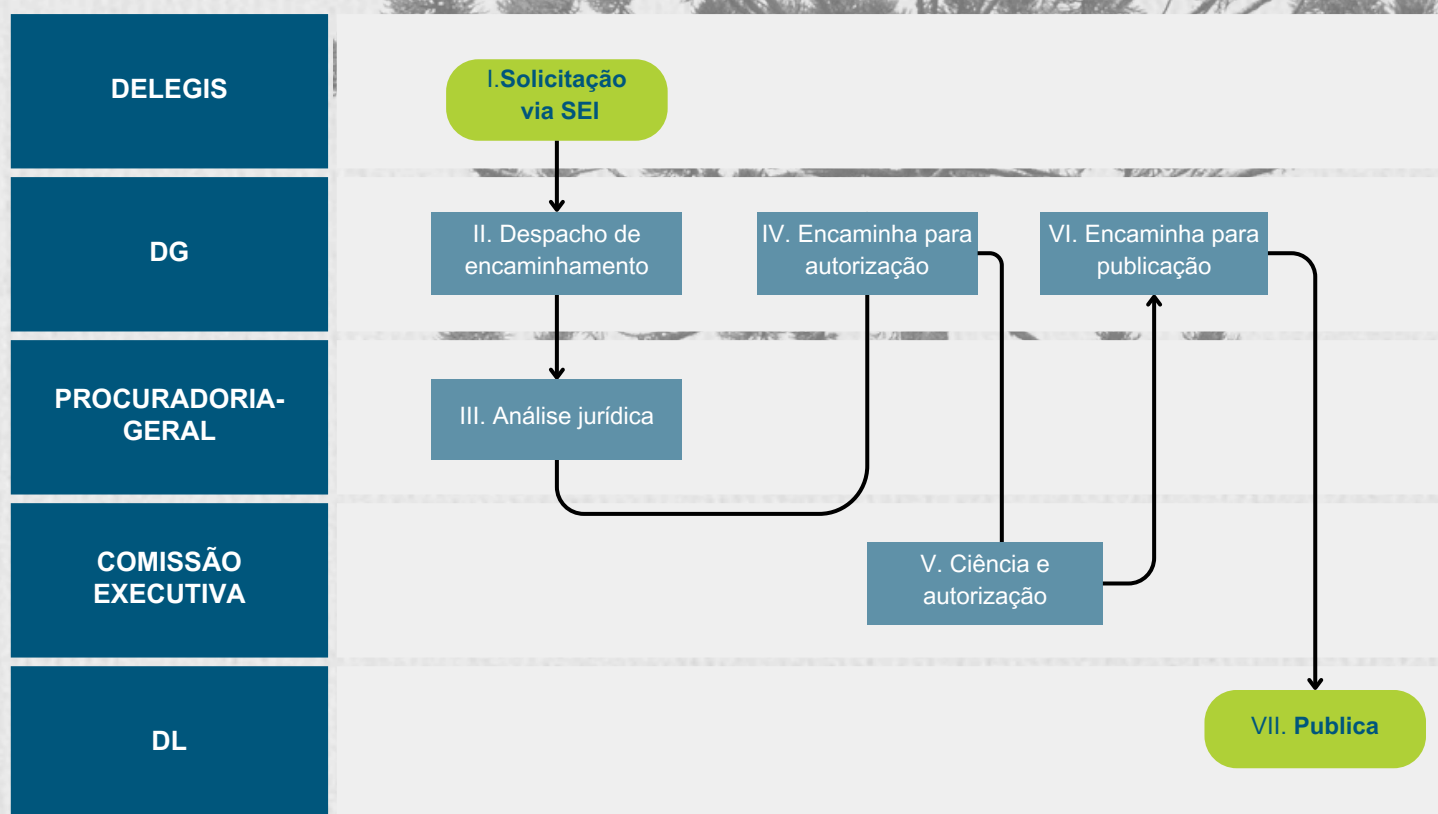 DELEGIS
I.Solicitação
via SEI
DG
II. Despacho de
encaminhamento
IV. Encaminha para
autorização
VI. Encaminha para
publicação
PROCURADORIA-
GERAL
III. Análise jurídica
COMISSÃO
EXECUTIVA
V. Ciência e
autorização
DL
VII. Publica